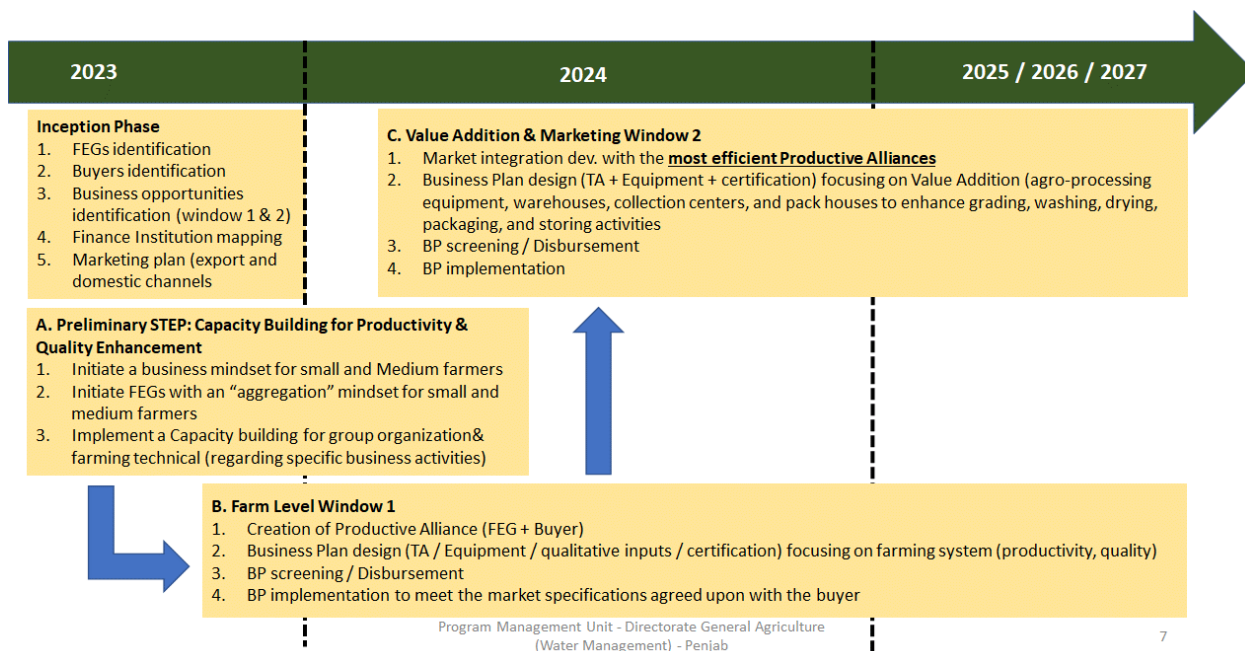 2023
2024
2025 / 2026 / 2027
Inception Phase
1. FEGs identification
2. Buyers identification
3. Business opportunities
identification (window 1 & 2)
4. Finance Institution mapping
5. Marketing plan (export and
domestic channels
C. Value Addition & Marketing Window 2
1. Market integration dev. with the most efficient Productive Alliances
2. Business Plan design (TA + Equipment + certification) focusing on Value Addition (agro-processing
equipment, warehouses, collection centers, and pack houses to enhance grading, washing, drying,
packaging, and storing activities
3. BP screening / Disbursement
4. BP implementation
A. Preliminary STEP: Capacity Building for Productivity &
Quality Enhancement
1. Initiate a business mindset for small and Medium farmers
2. Initiate FEGs with an “aggregation” mindset for small and
medium farmers
3. Implement a Capacity building for group organization&
farming technical (regarding specific business activities)
B. Farm Level Window 1
1. Creation of Productive Alliance (FEG + Buyer)
2. Business Plan design (TA / Equipment / qualitative inputs / certification) focusing on farming system (productivity, quality)
3. BP screening / Disbursement
4. BP implementation to meet the market specifications agreed upon with the buyer
Program Management Unit - Directorate General Agriculture
(Water Management) - Penjab
7